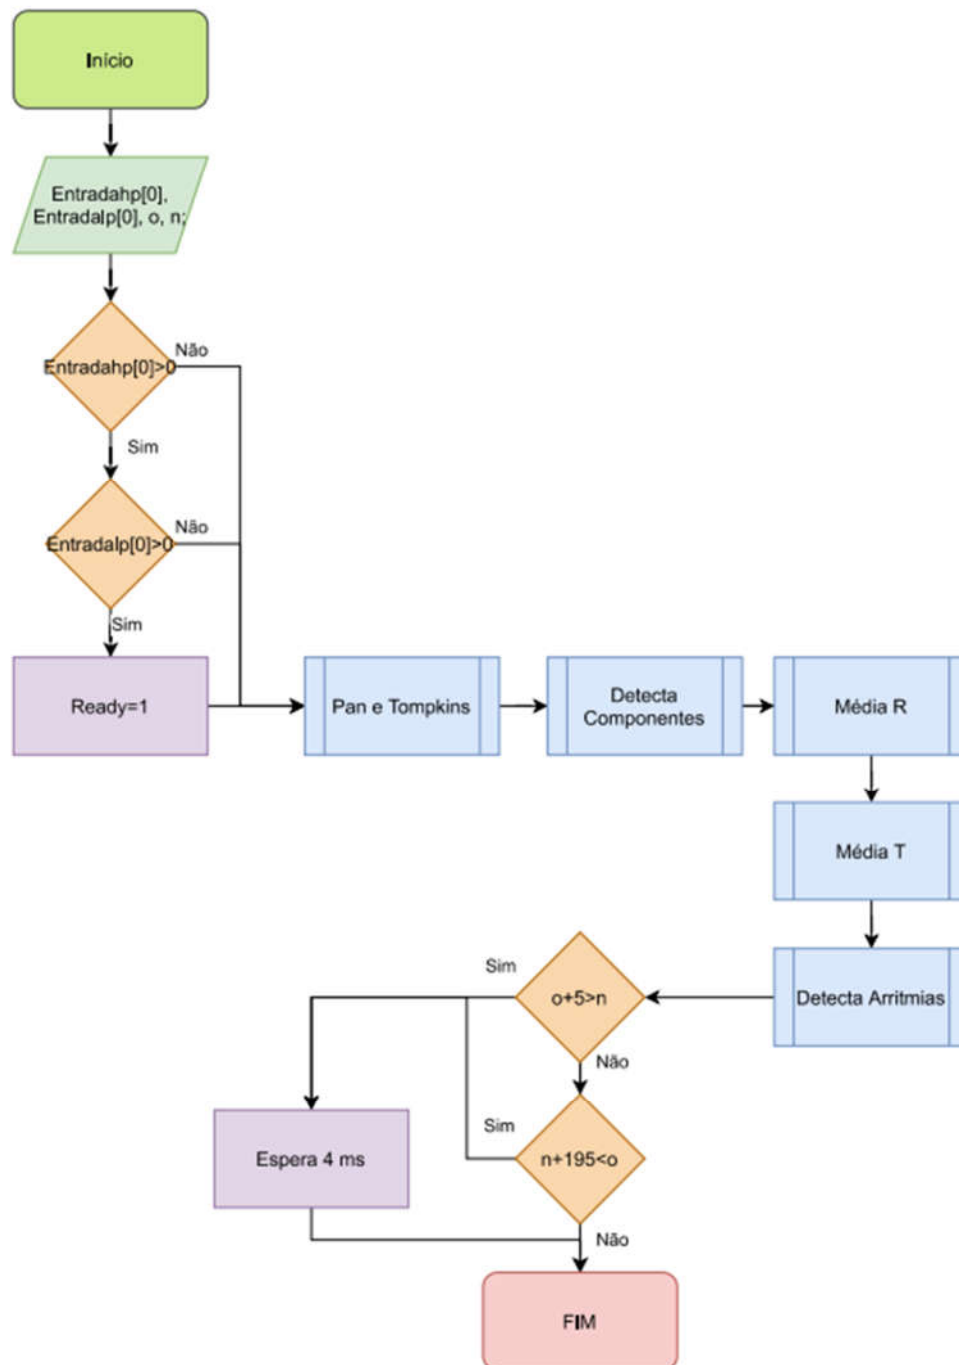 Início
Entradahp[0],
Entradalp[0], o, n;
Entradahp[0]>0
Não
Sim
Entradalp[0]>0
Não
Sim
Ready=1
Pan e Tompkins
Detecta
Componentes
Média R
Média T
Detecta Arritmias
o+5>n
Sim
Não
n+195<o
Sim
Espera 4 ms
Não
FIM